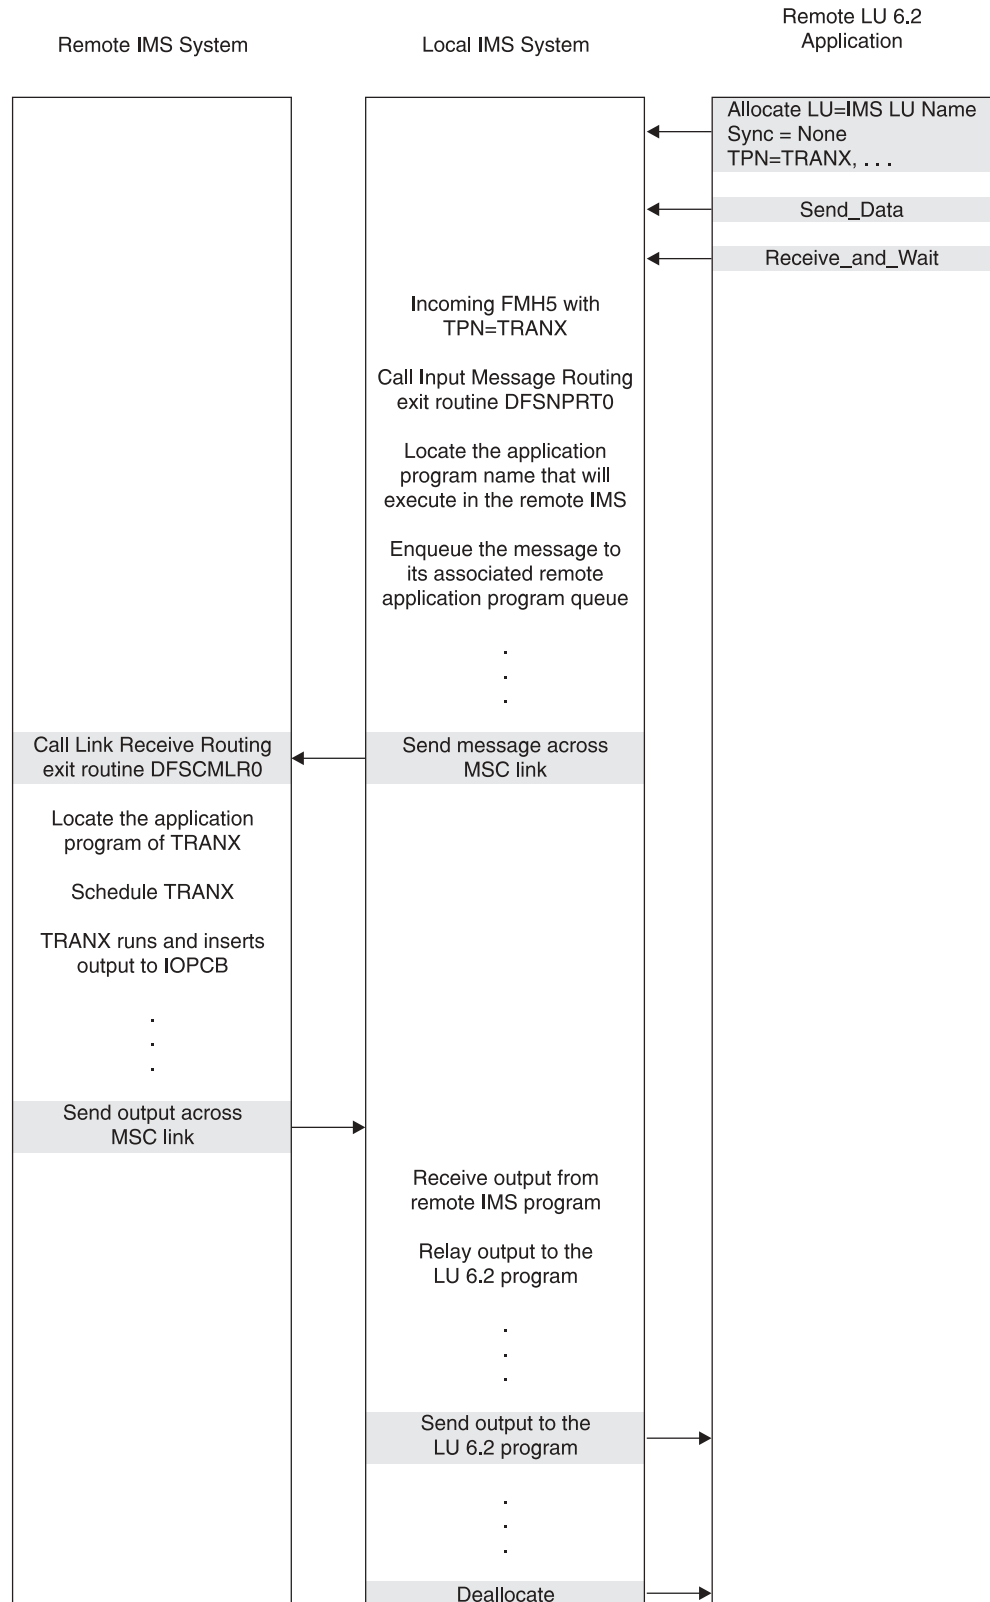 Remote IMS System
Local IMS System
Remote LU 6.2
Application
Allocate LU=IMS LU Name
Sync = None
TPN=TRANX, . . .
Send_Data
Receive_and_Wait
Incoming FMH5 with
TPN=TRANX
Call Input Message Routing
exit routine DFSNPRT0
Locate the application
program name that will
execute in the remote IMS
Enqueue the message to
its associated remote
application program queue
.
.
.
Send message across
MSC link
Call Link Receive Routing
exit routine DFSCMLR0
Locate the application
program of TRANX
Schedule TRANX
TRANX runs and inserts
output to IOPCB
.
.
.
Send output across
MSC link
Receive output from
remote IMS program
Relay output to the
LU 6.2 program
.
.
.
Send output to the
LU 6.2 program
.
.
.
Deallocate